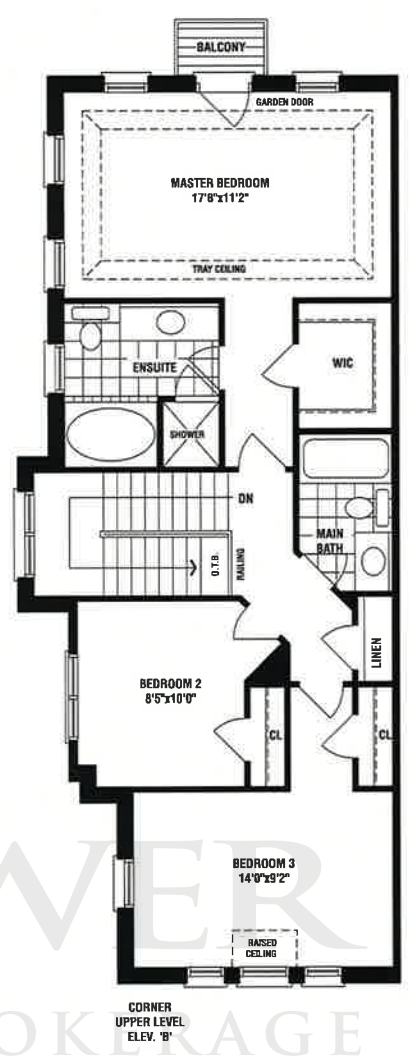 BALCONY
GARDEN DOOR
MASTER BEDROOM
17'8"x11'2"
TRAY CEILING
ENSUITE
WIC
SHOWER
DN
MAIN
BATH
O.T.B.
RAILING
LINEN
BEDROOM 2
8'5"x10'0"
CL
CL
BEDROOM 3
14'0"x9'2"
RAISED
CEILING
WER
CORNER
UPPER LEVEL
ELEV. 'B'
OKERAGE